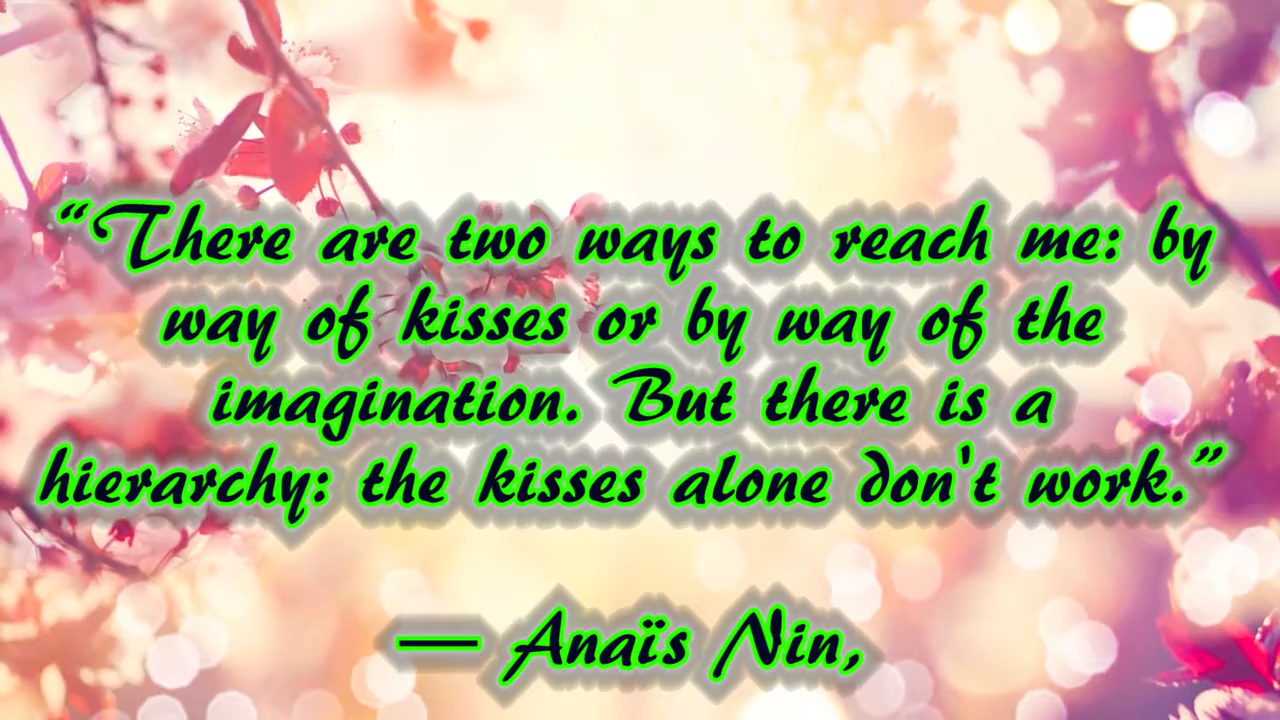 “There are two ways to reach me: by
way of kisses or by way of the
imagination. But there is a
hierarchy: the kisses alone don't work.”
— Anaïs Nin,